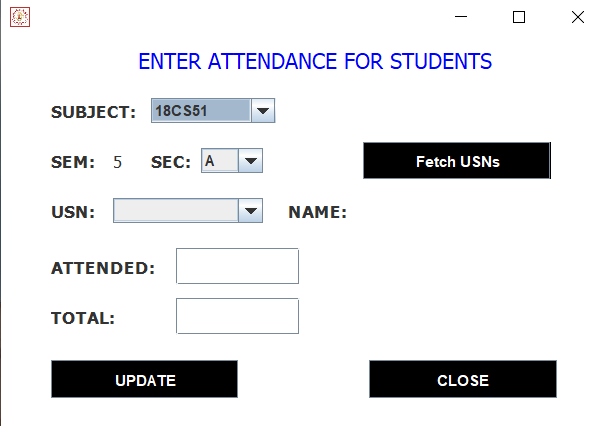 ENTER ATTENDANCE FOR STUDENTS
SUBJECT: 18CS51
SEM: 5 SEC: A Fetch USNs
USN: NAME:
ATTENDED:
TOTAL:
UPDATE CLOSE